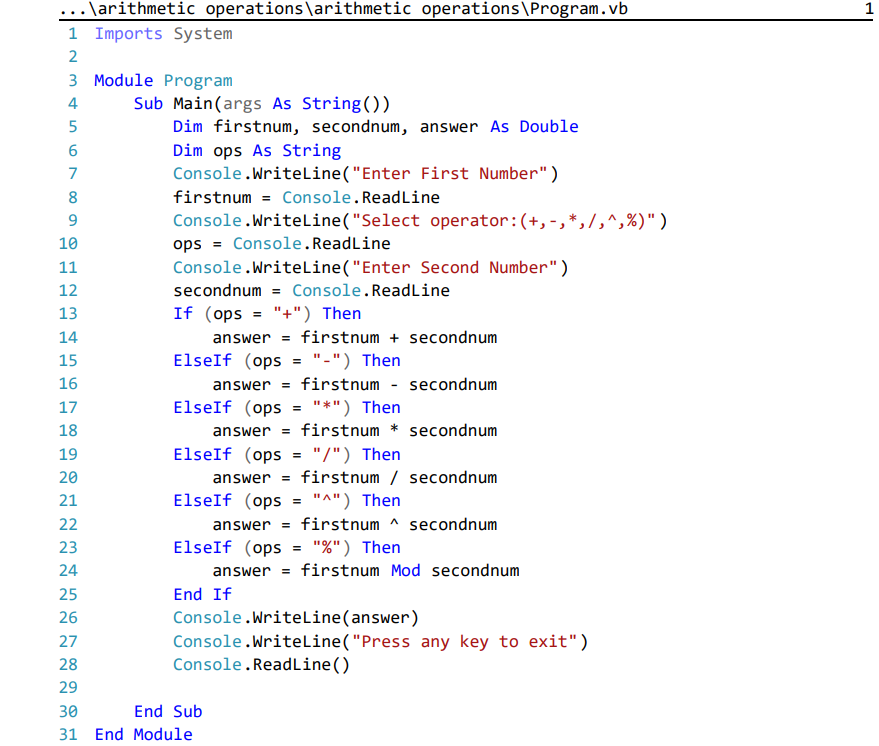 ...\arithmetic operations\arithmetic operations\Program.vb 1
1 Imports System
2
3 Module Program
4     Sub Main(args As String())
5         Dim firstnum, secondnum, answer As Double
6         Dim ops As String
7         Console.WriteLine("Enter First Number")
8         firstnum = Console.ReadLine
9         Console.WriteLine("Select operator:(+,-,*,/,^,%)")
10         ops = Console.ReadLine
11         Console.WriteLine("Enter Second Number")
12         secondnum = Console.ReadLine
13         If (ops = "+") Then
14             answer = firstnum + secondnum
15         ElseIf (ops = "-") Then
16             answer = firstnum - secondnum
17         ElseIf (ops = "*") Then
18             answer = firstnum * secondnum
19         ElseIf (ops = "/") Then
20             answer = firstnum / secondnum
21         ElseIf (ops = "^") Then
22             answer = firstnum ^ secondnum
23         ElseIf (ops = "%") Then
24             answer = firstnum Mod secondnum
25         End If
26         Console.WriteLine(answer)
27         Console.WriteLine("Press any key to exit")
28         Console.ReadLine()
29
30     End Sub
31 End Module